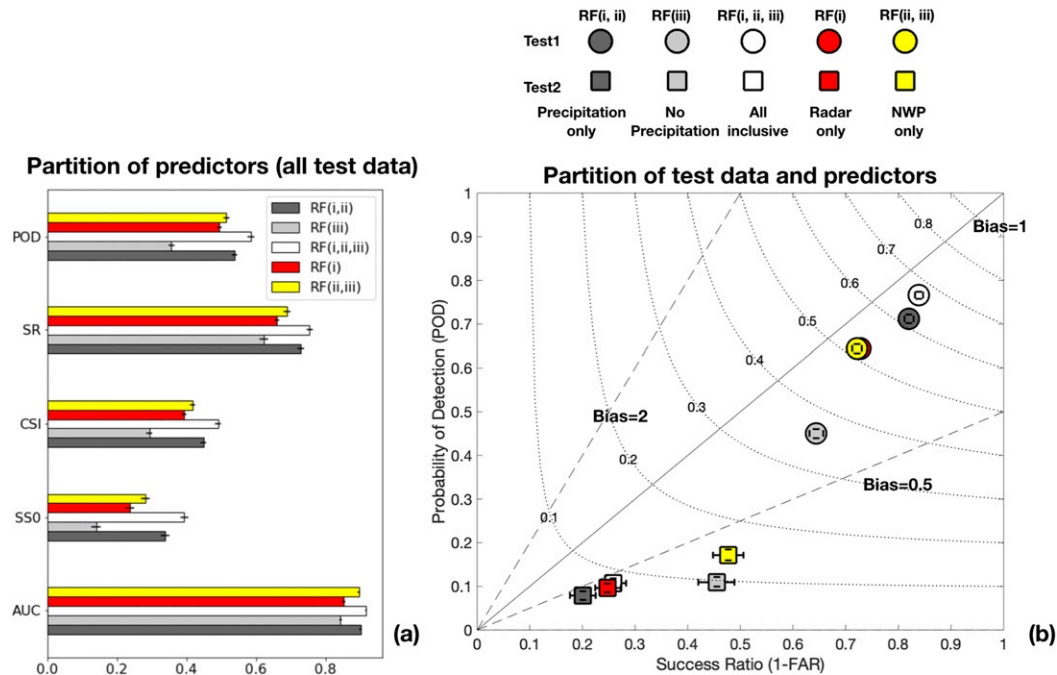 RF(i, ii) RF(iii) RF(i, ii, iii) RF(i) RF(ii, iii)
Test1
Test2
Precipitation only
No Precipitation
All inclusive
Radar only
NWP only
Partition of predictors (all test data)
RF(i,ii)
RF(iii)
RF(i,ii,iii)
RF(i)
RF(ii,iii)
POD
SR
CSI
SS0
AUC
0.0 0.2 0.4 0.6 0.8
(a)
Partition of test data and predictors
Probability of Detection (POD)
1
0.9
0.8
0.7
0.6
0.5
0.4
0.3
0.2
0.1
0
Bias=1
Bias=2
Bias=0.5
0.8
0.7
0.6
0.5
0.4
0.3
0.2
0.1
0 0.1 0.2 0.3 0.4 0.5 0.6 0.7 0.8 0.9 1
Success Ratio (1-FAR)
(b)